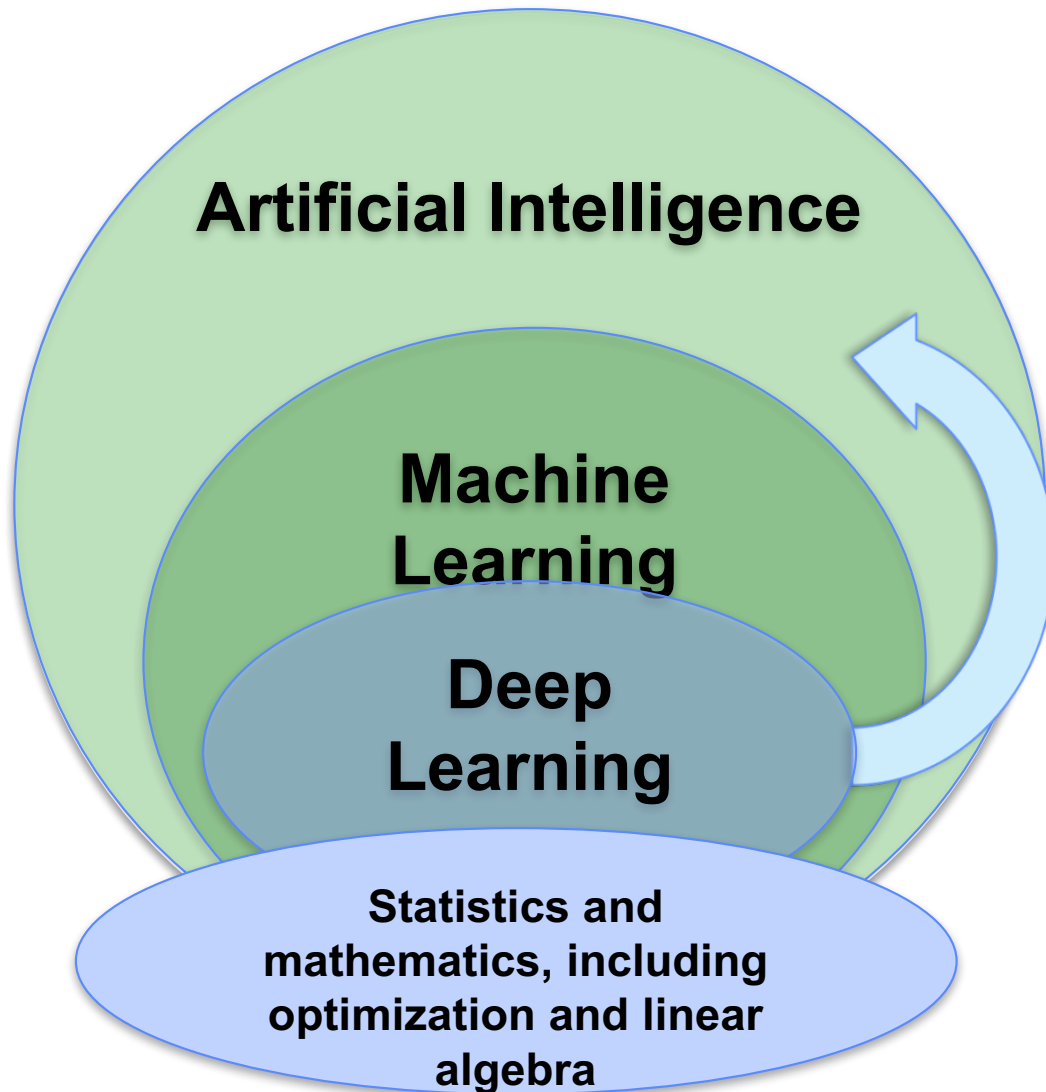 Artificial Intelligence
Machine
Learning
Deep
Learning
Statistics and
mathematics, including
optimization and linear
algebra